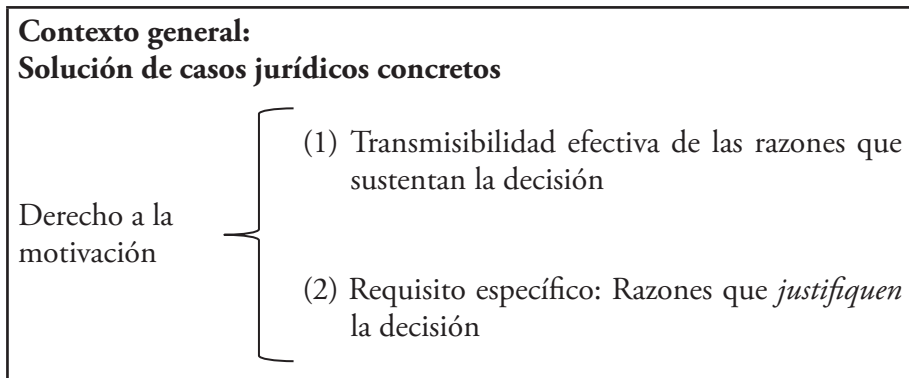 Contexto general:
Solución de casos jurídicos concretos
(1) Transmisibilidad efectiva de las razones que
sustentan la decisión
Derecho a la
motivación
(2) Requisito específico: Razones que justifiquen
la decisión